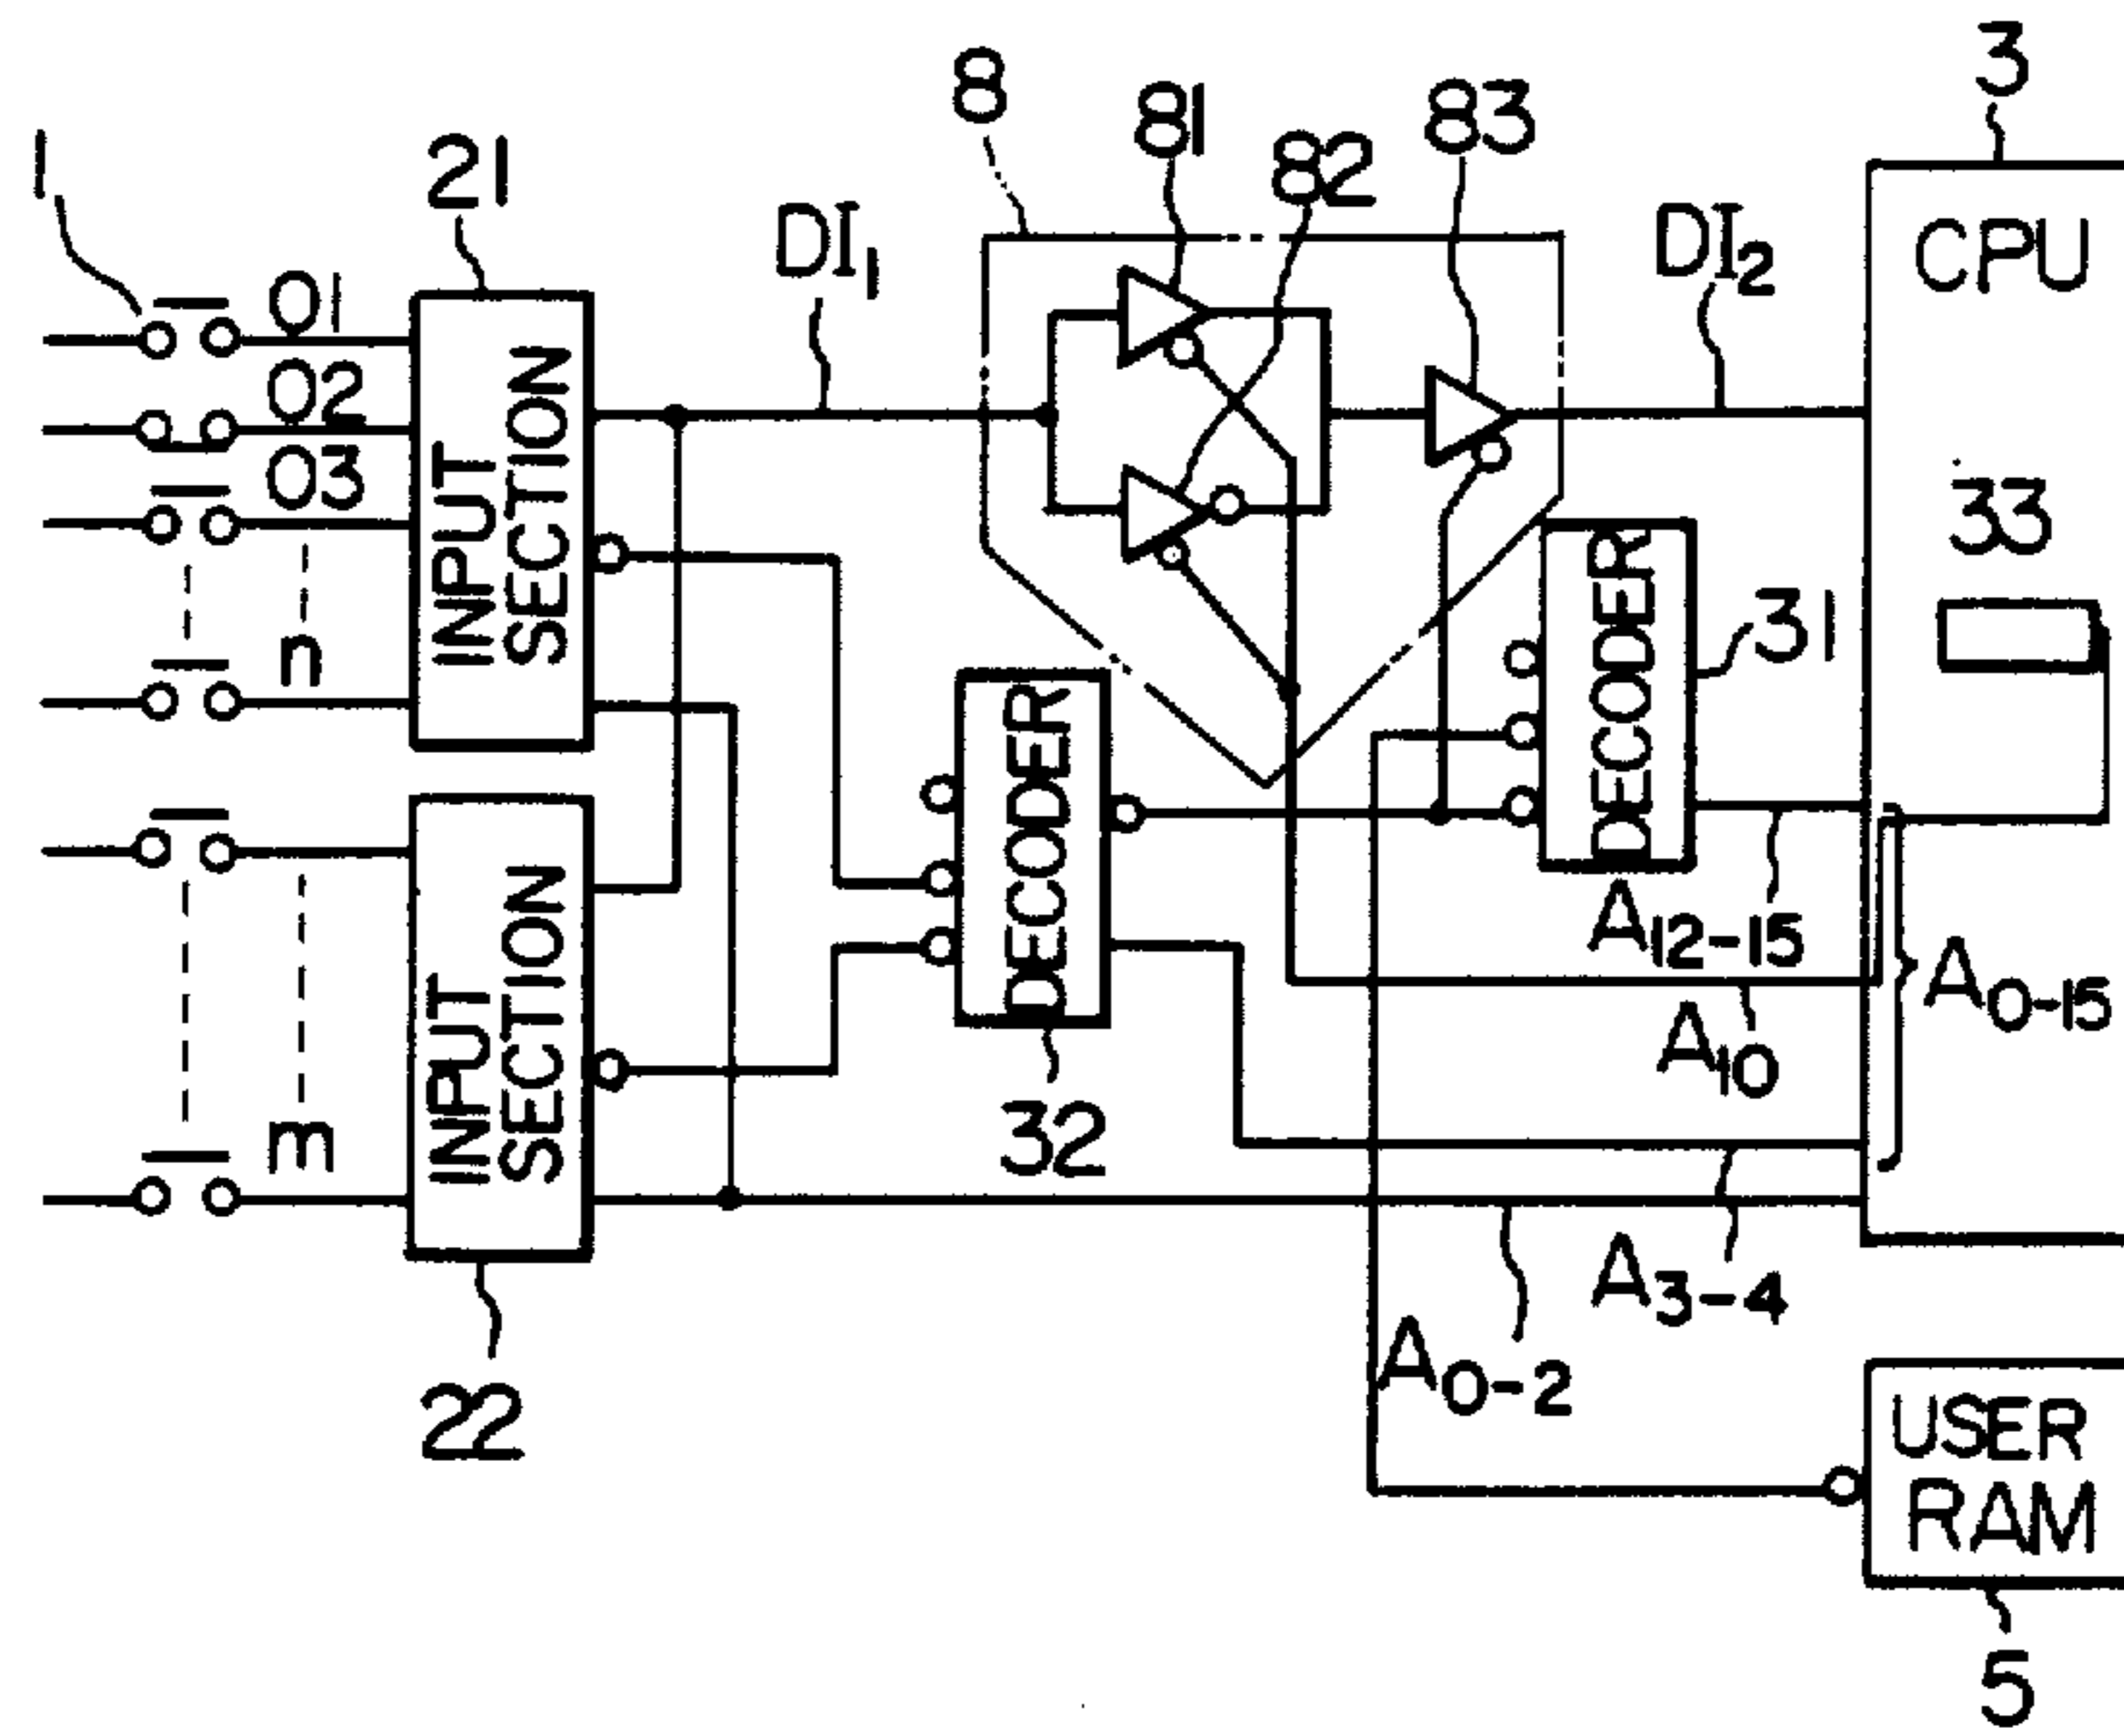 1
21
8
81
82
83
3
DI1
DI2
CPU
01
02
03
n
INPUT
SECTION
33
DECODER
31
DECODER
A12-15
A0-15
A10
INPUT
SECTION
32
m
A3-4
A0-2
22
USER
RAM
5